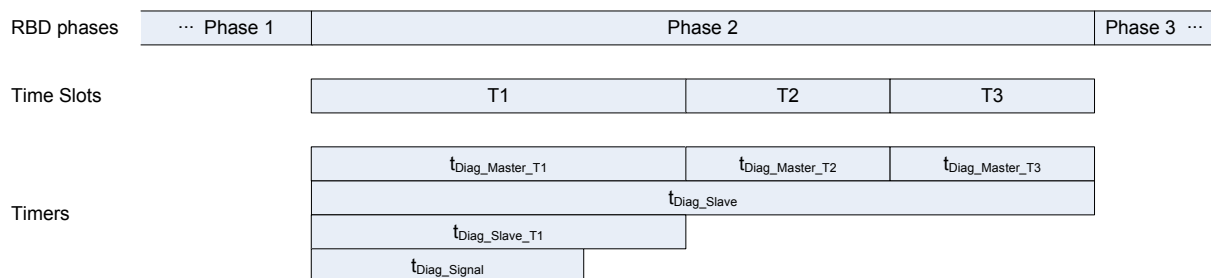 RBD phases ··· Phase 1 Phase 2 Phase 3 ···
Time Slots T1 T2 T3
tDiag_Master_T1 tDiag_Master_T2 tDiag_Master_T3
tDiag_Slave
Timers
tDiag_Slave_T1
tDiag_Signal